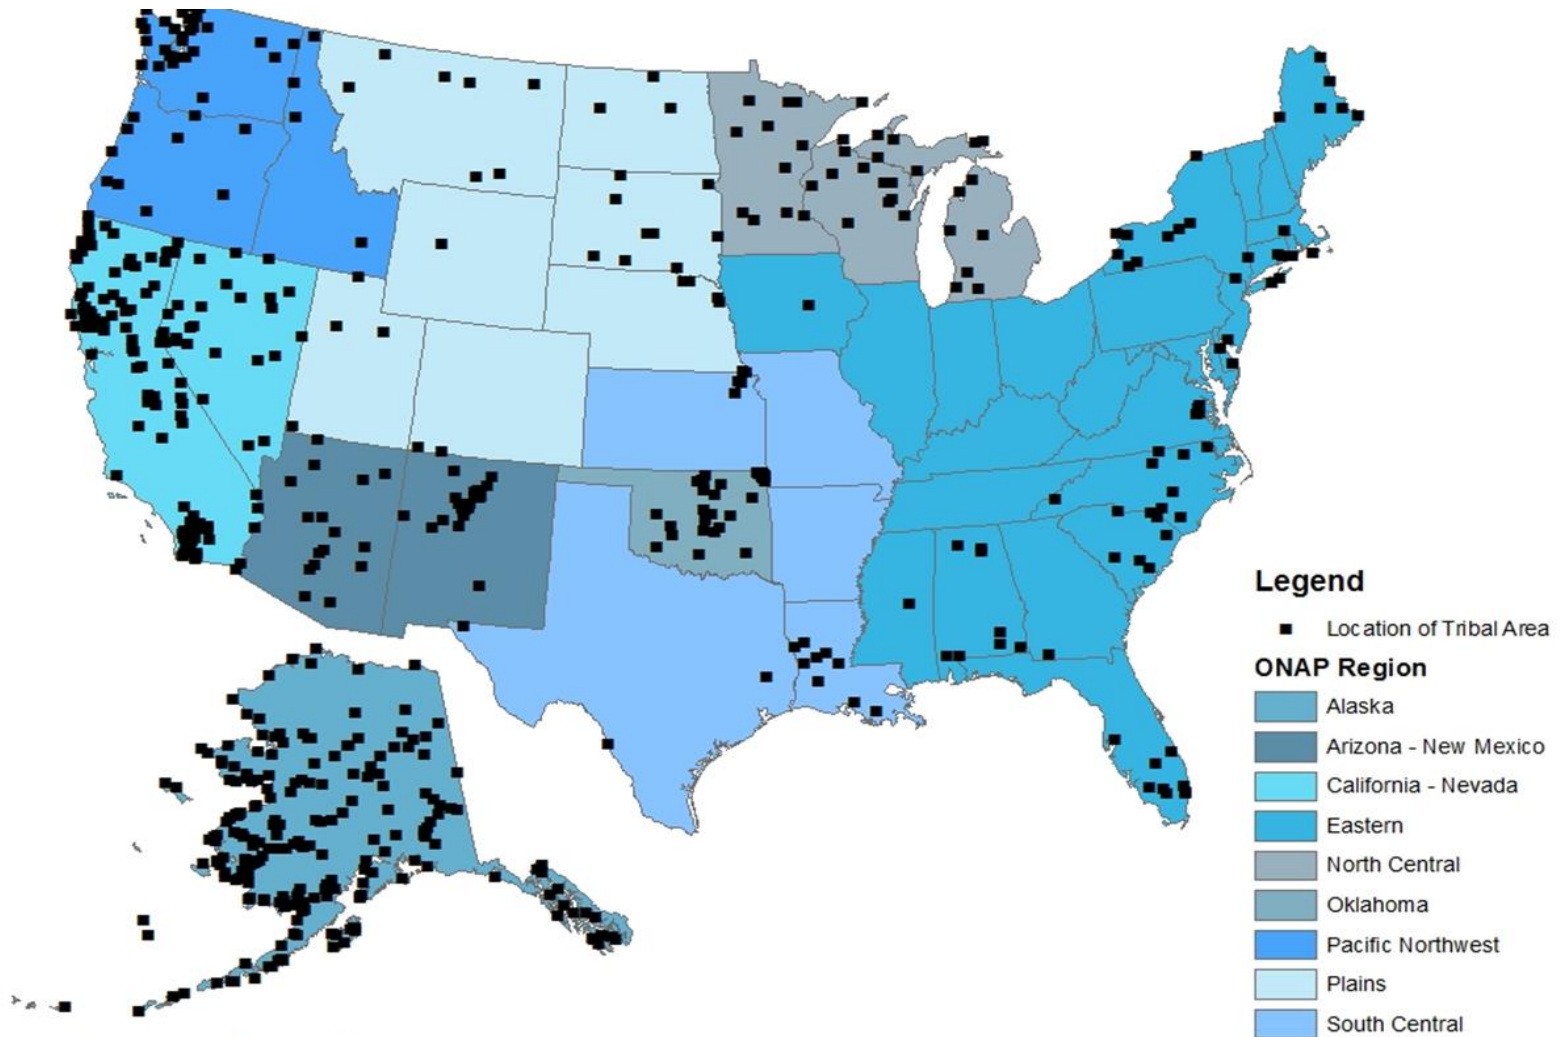 Legend
Location of Tribal Area
ONAP Region
Alaska
Arizona - New Mexico
California - Nevada
Eastern
North Central
Oklahoma
Pacific Northwest
Plains
South Central